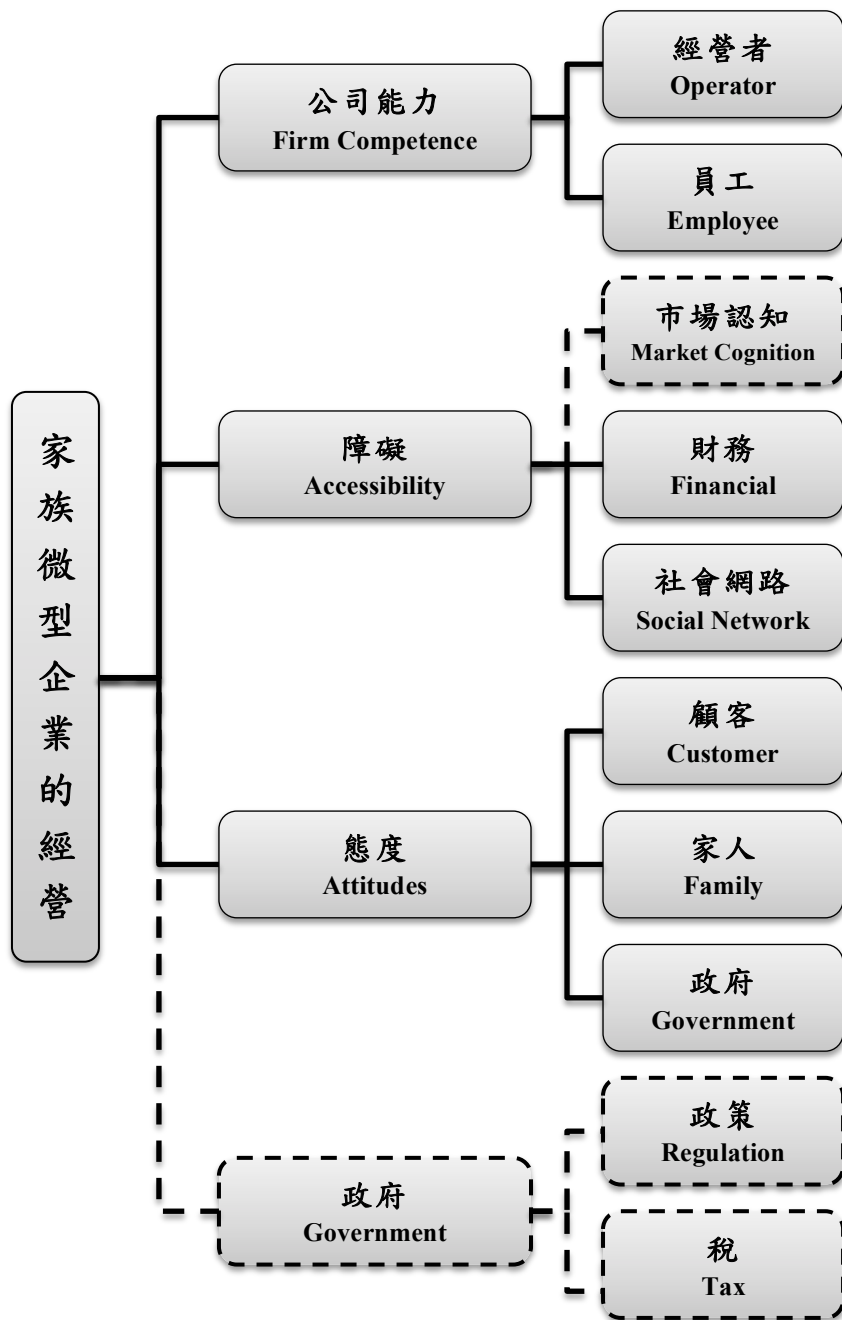 家族微型企業的經營
公司能力
Firm Competence
經營者
Operator
員工
Employee
障礙
Accessibility
市場認知
Market Cognition
財務
Financial
社會網路
Social Network
態度
Attitudes
顧客
Customer
家人
Family
政府
Government
政府
Government
政策
Regulation
稅
Tax